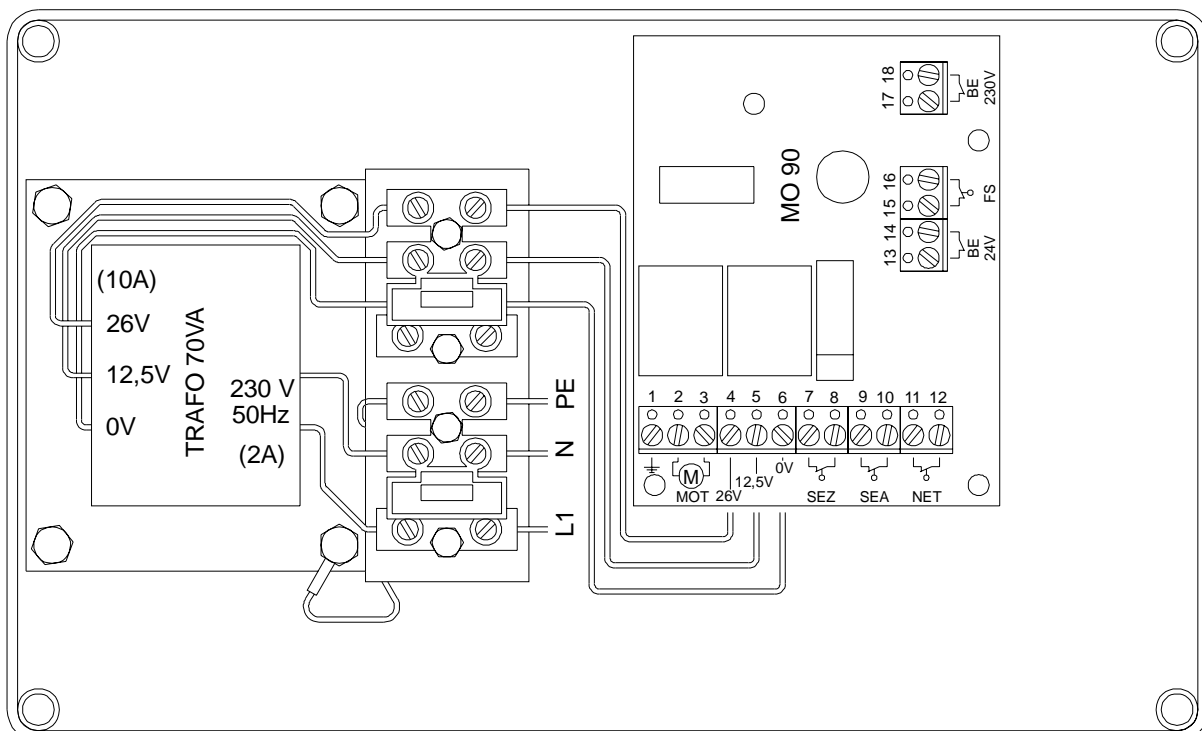 (10A)
26V
12,5V
0V
TRAFO 70VA
230 V
50Hz
(2A)
PE
N
L1
MO 90
17 18
BE
230V
15 16
FS
13 14
BE
24V
1 2 3 4 5 6 7 8 9 10 11 12
M
MOT
26V
12,5V
0V
SEZ
SEA
NET